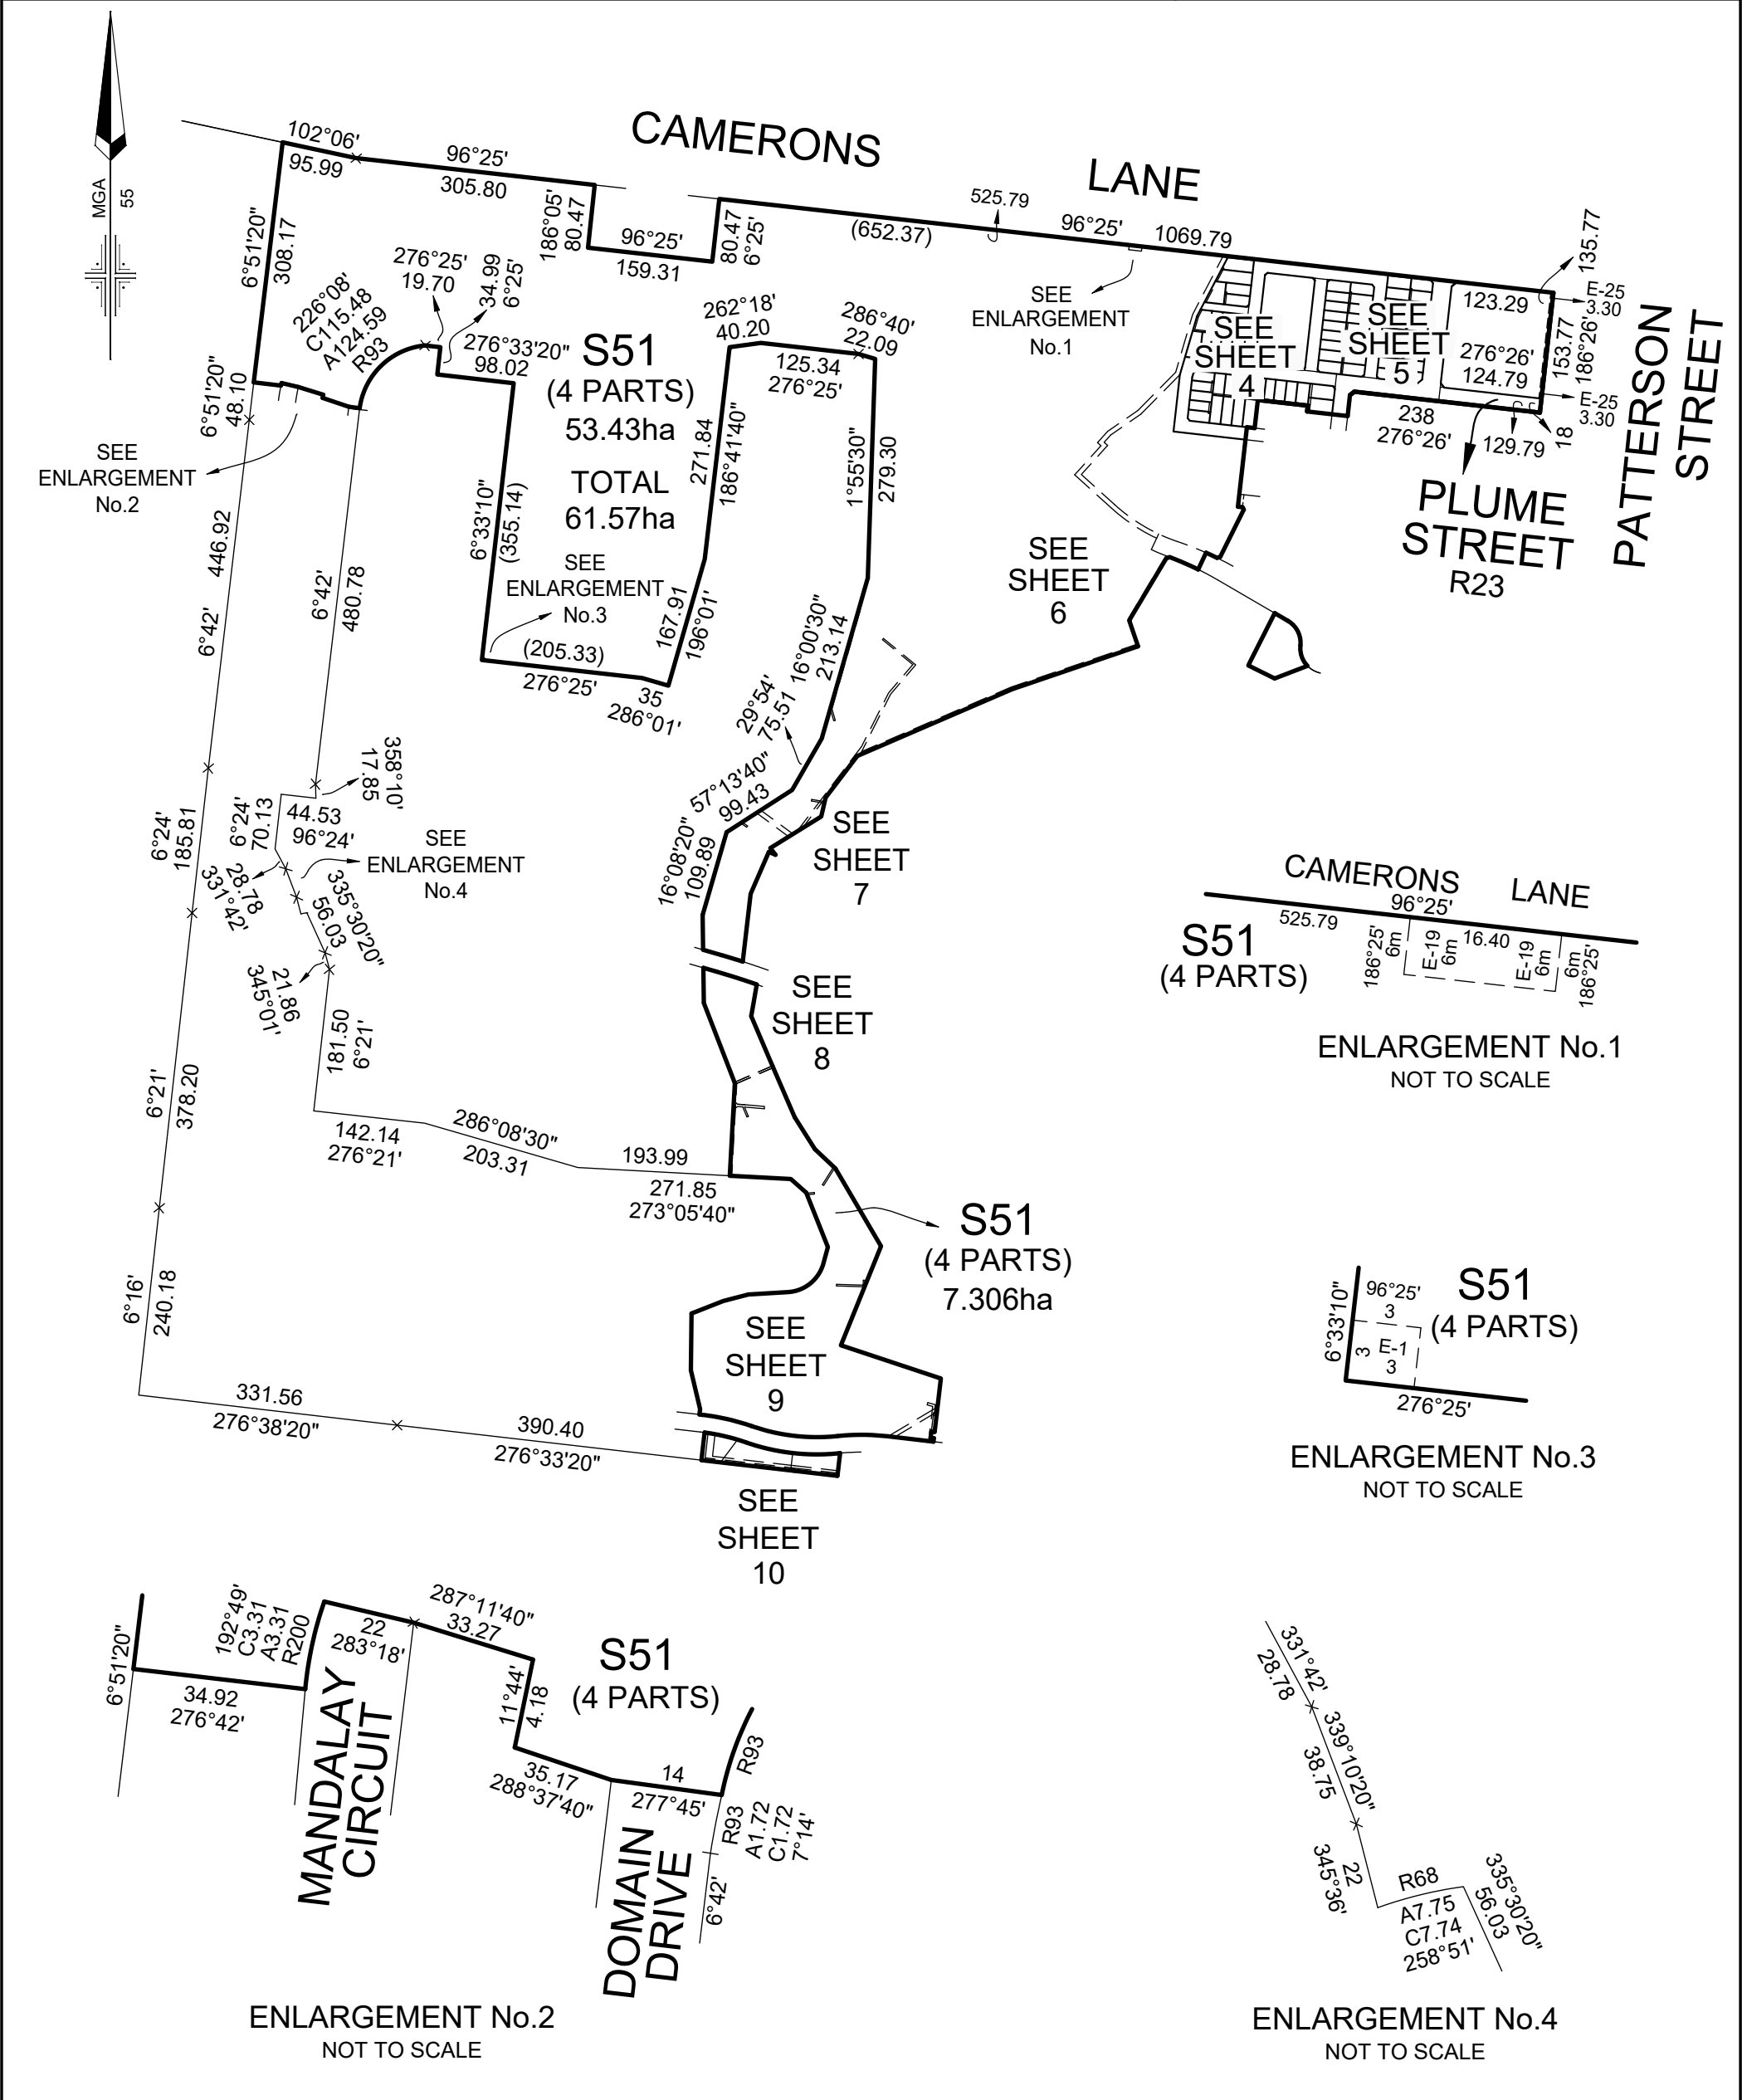 MGA
55
CAMERONS
LANE
102°06'
95.99
96°25'
305.80
186°05'
80.47
96°25'
159.31
80.47
6°25'
(652.37)
525.79
96°25'
1069.79
135.77
6°51'20"
308.17
226°08'
C115.48
A124.59
R93
276°25'
19.70
34.99
6°25'
276°33'20"
98.02
S51
(4 PARTS)
53.43ha
TOTAL
61.57ha
262°18'
40.20
286°40'
22.09
125.34
276°25'
SEE
ENLARGEMENT
No.1
SEE
SHEET
4
SEE
SHEET
5
123.29
276°26'
124.79
E-25
3.30
153.77
186°26'
E-25
3.30
238
276°26'
129.79
18
PATTERSON
STREET
PLUME
STREET
R23
6°51'20"
48.10
SEE
ENLARGEMENT
No.2
446.92
6°42'
6°42'
480.78
6°33'10"
(355.14)
SEE
ENLARGEMENT
No.3
271.84
186°41'40"
1°55'30"
279.30
167.91
196°01'
(205.33)
276°25'
35
286°01'
16°00'30"
213.14
29°54'
75.51
57°13'40"
99.43
16°08'20"
109.89
SEE
SHEET
6
358°10'
17.85
6°24'
185.81
6°24'
70.13
44.53
96°24'
SEE
ENLARGEMENT
No.4
28.78
331°42'
335°30'20"
56.03
21.86
345°01'
181.50
6°21'
6°21'
378.20
142.14
276°21'
286°08'30"
203.31
193.99
271.85
273°05'40"
SEE
SHEET
7
SEE
SHEET
8
S51
(4 PARTS)
7.306ha
SEE
SHEET
9
6°16'
240.18
331.56
276°38'20"
390.40
276°33'20"
SEE
SHEET
10
CAMERONS
LANE
96°25'
525.79
S51
(4 PARTS)
186°25'
6m
E-19
6m
16.40
E-19
6m
6m
186°25'
ENLARGEMENT No.1
NOT TO SCALE
6°33'10"
96°25'
3
S51
(4 PARTS)
3
E-1
3
276°25'
ENLARGEMENT No.3
NOT TO SCALE
6°51'20"
34.92
276°42'
192°49'
C3.31
A3.31
R200
22
283°18'
287°11'40"
33.27
S51
(4 PARTS)
11°44'
4.18
35.17
288°37'40"
14
277°45'
R93
R93
A1.72
C1.72
7°14'
6°42'
MANDALAY
CIRCUIT
DOMAIN
DRIVE
ENLARGEMENT No.2
NOT TO SCALE
331°42'
28.78
339°10'20"
38.75
22
345°36'
R68
A7.75
C7.74
258°51'
335°30'20"
56.03
ENLARGEMENT No.4
NOT TO SCALE